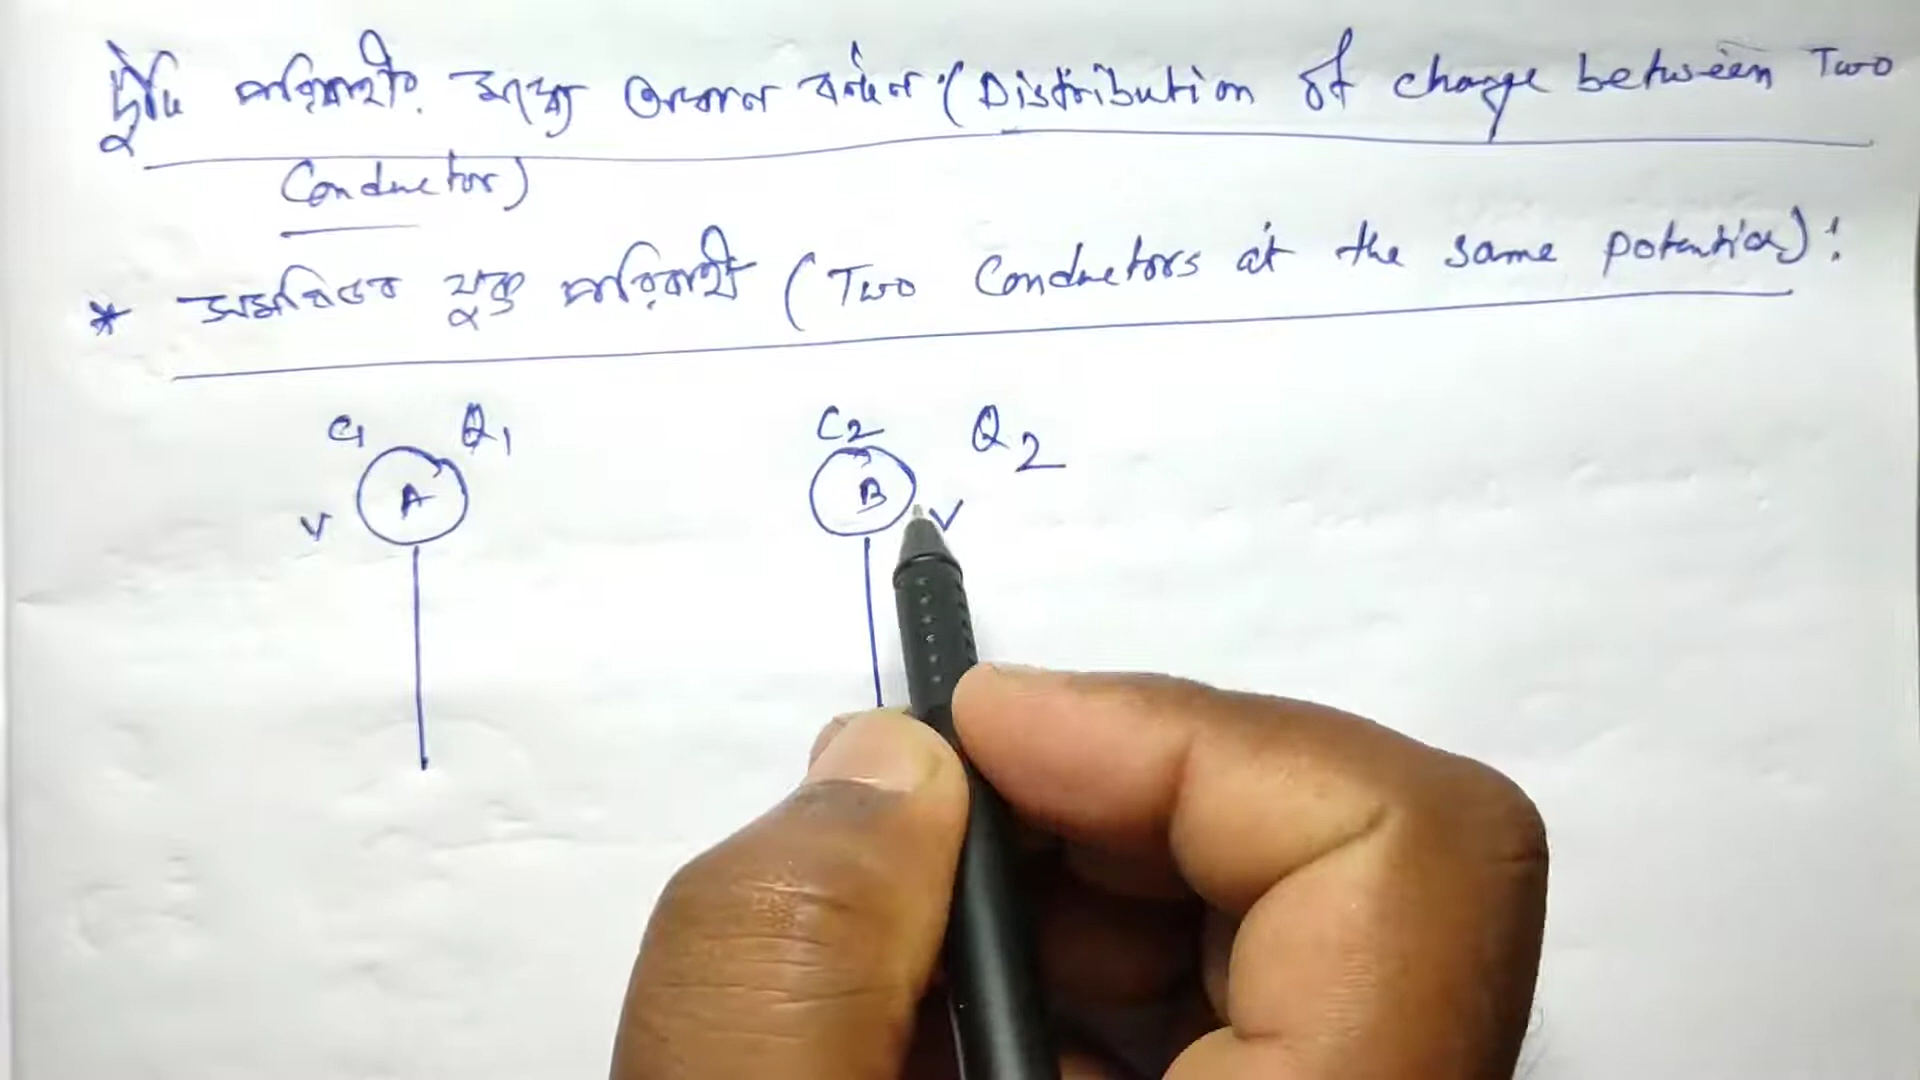 দুটি পরিবাহীর মধ্যে আধান বন্টন (Distribution of charge between Two
Conductor)
* সমবিভব যুক্ত পরিবাহী (Two Conductors at the same potential):
C1 Q1 C2 Q2
A B
V V